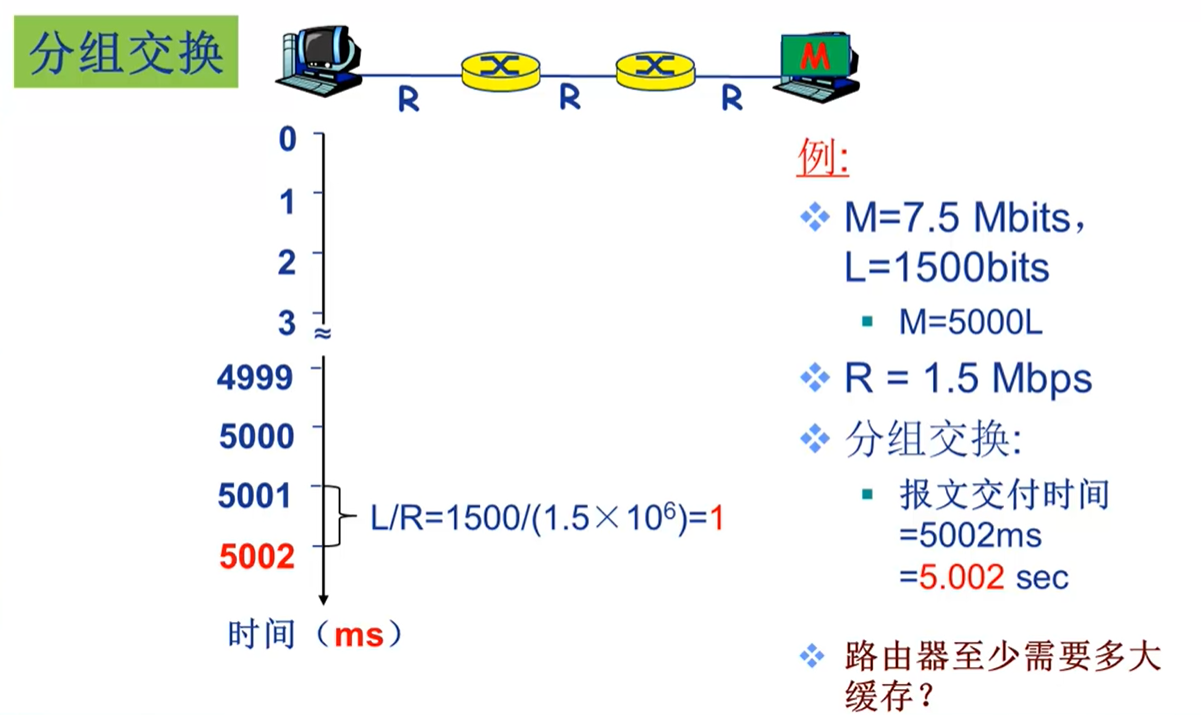 分组交换
M
R
R
R
0
1
2
3
≈
4999
5000
5001
5002
L/R=1500/(1.5×10⁶)=1
时间（ms）
例:
M=7.5 Mbits，
L=1500bits
M=5000L
R = 1.5 Mbps
分组交换:
报文交付时间
=5002ms
=5.002 sec
路由器至少需要多大
缓存？